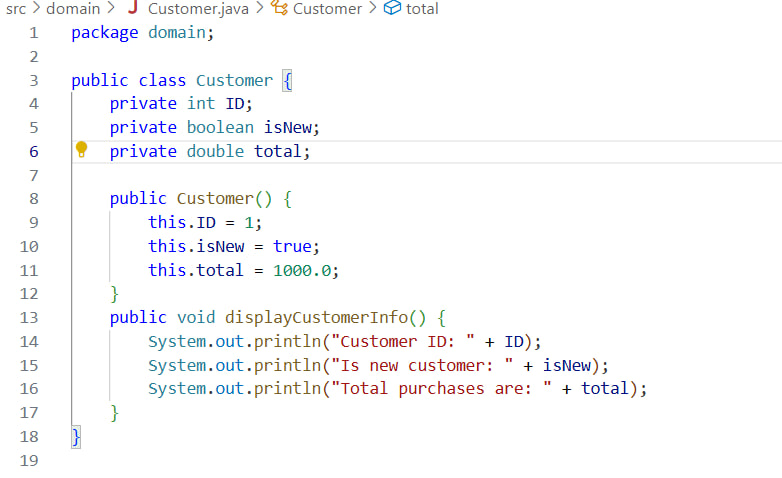 src > domain > J Customer.java > Customer > total
1 package domain;
2
3 public class Customer {
4     private int ID;
5     private boolean isNew;
6     private double total;
7
8     public Customer() {
9         this.ID = 1;
10         this.isNew = true;
11         this.total = 1000.0;
12     }
13     public void displayCustomerInfo() {
14         System.out.println("Customer ID: " + ID);
15         System.out.println("Is new customer: " + isNew);
16         System.out.println("Total purchases are: " + total);
17     }
18 }
19